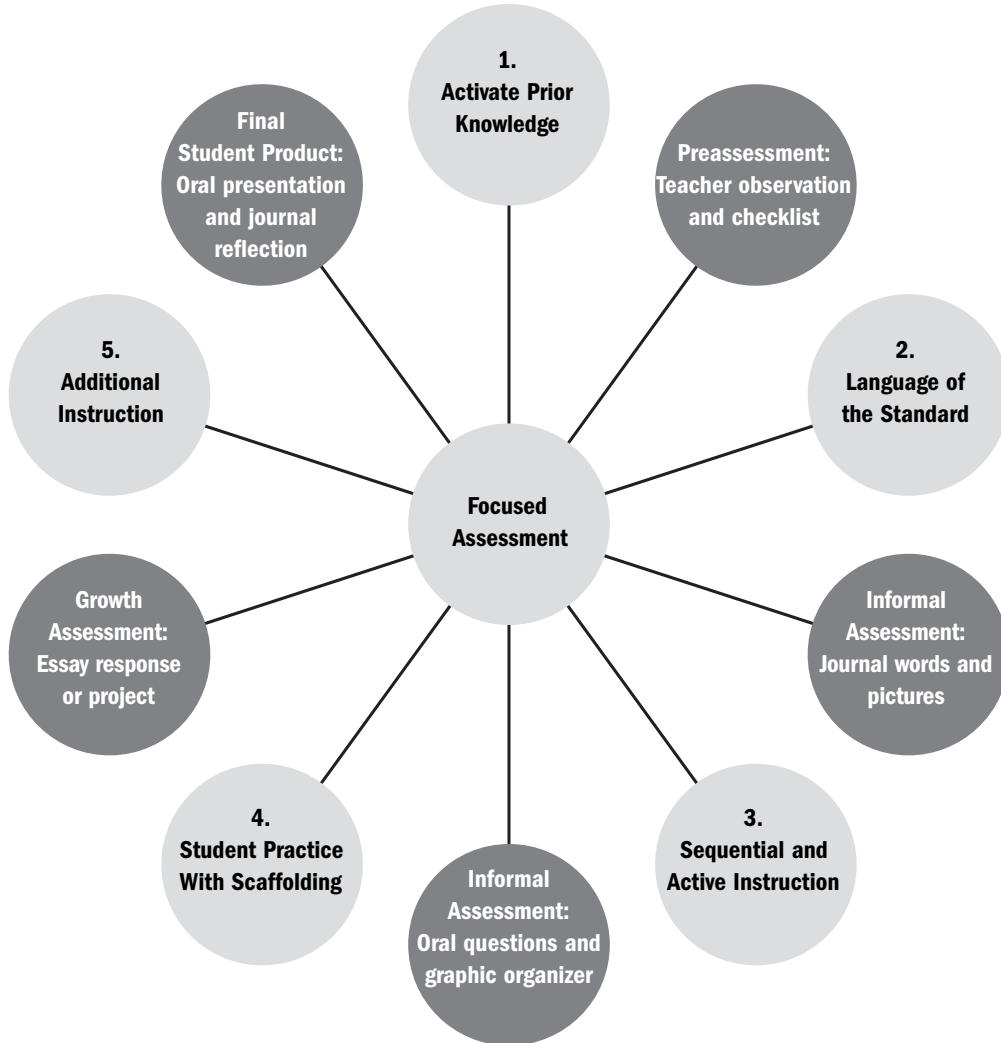 1.
Activate Prior
Knowledge
Preassessment:
Teacher observation
and checklist
2.
Language of
the Standard
Informal
Assessment:
Journal words and
pictures
3.
Sequential and
Active Instruction
Informal
Assessment:
Oral questions and
graphic organizer
4.
Student Practice
With Scaffolding
Growth
Assessment:
Essay response
or project
5.
Additional
Instruction
Final
Student Product:
Oral presentation
and journal
reflection
Focused
Assessment